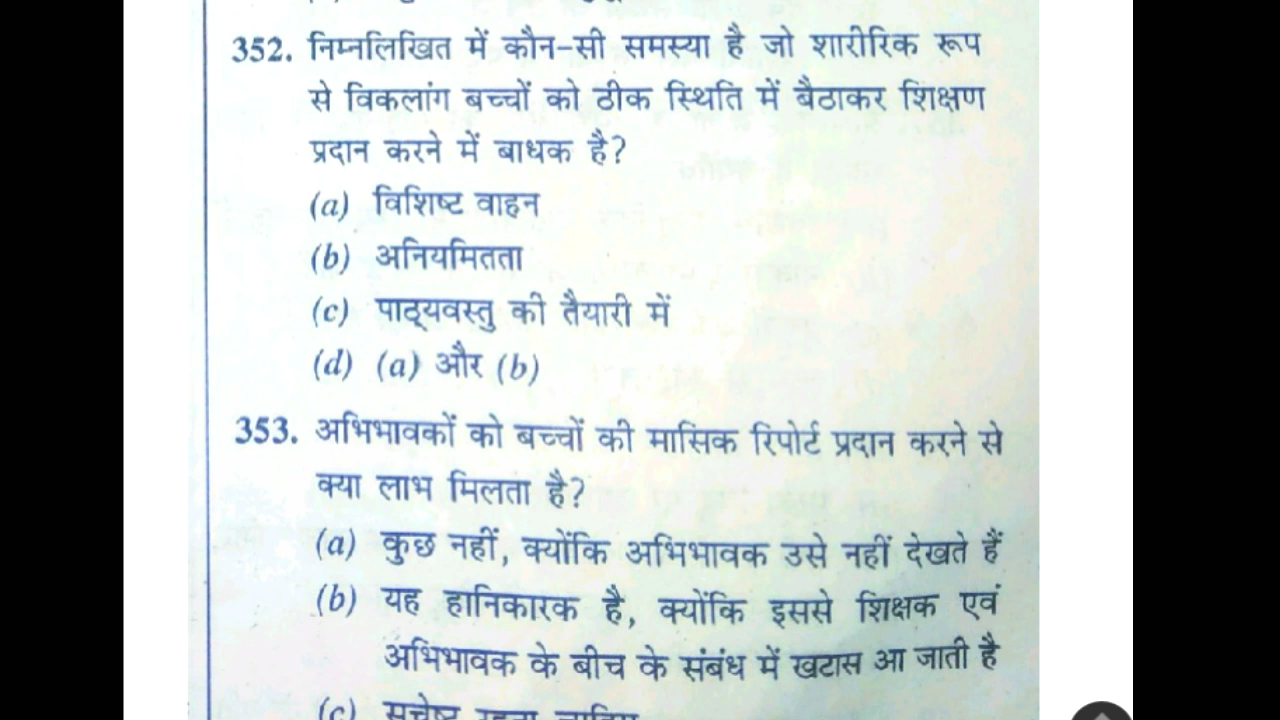 352. निम्नलिखित में कौन-सी समस्या है जो शारीरिक रूप
से विकलांग बच्चों को ठीक स्थिति में बैठाकर शिक्षण
प्रदान करने में बाधक है?
(a) विशिष्ट वाहन
(b) अनियमितता
(c) पाठ्यवस्तु की तैयारी में
(d) (a) और (b)
353. अभिभावकों को बच्चों की मासिक रिपोर्ट प्रदान करने से
क्या लाभ मिलता है?
(a) कुछ नहीं, क्योंकि अभिभावक उसे नहीं देखते हैं
(b) यह हानिकारक है, क्योंकि इससे शिक्षक एवं
अभिभावक के बीच के संबंध में खटास आ जाती है
(c)